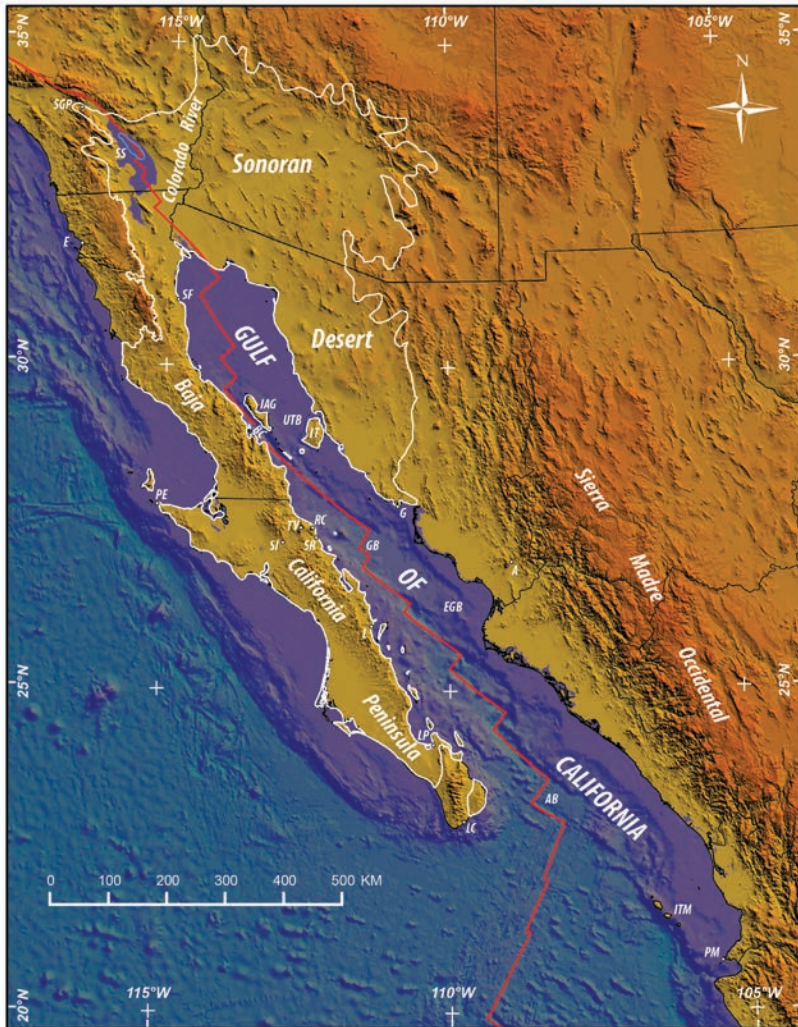 115°W
110°W
105°W
35°N
35°N
N
SGP
SS
Colorado River
Sonoran
E
SF
GULF
Desert
30°N
30°N
Baja
IAG
UTB
IT
BC
PE
G
Sierra
TV
RC
SI
SR
GB
OF
A
Madre
California
EGB
L
Occidental
25°N
25°N
Peninsula
LP
CALIFORNIA
AB
LC
0 100 200 300 400 500 KM
ITM
PM
20°N
20°N
115°W
110°W
105°W